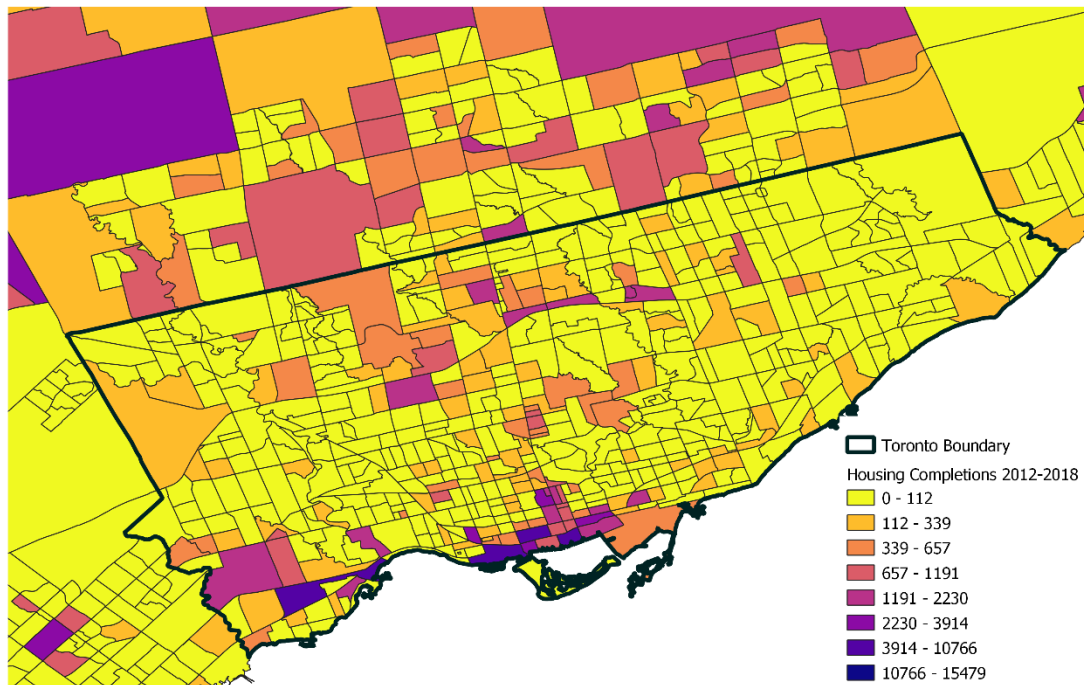 Toronto Boundary
Housing Completions 2012-2018
0 - 112
112 - 339
339 - 657
657 - 1191
1191 - 2230
2230 - 3914
3914 - 10766
10766 - 15479